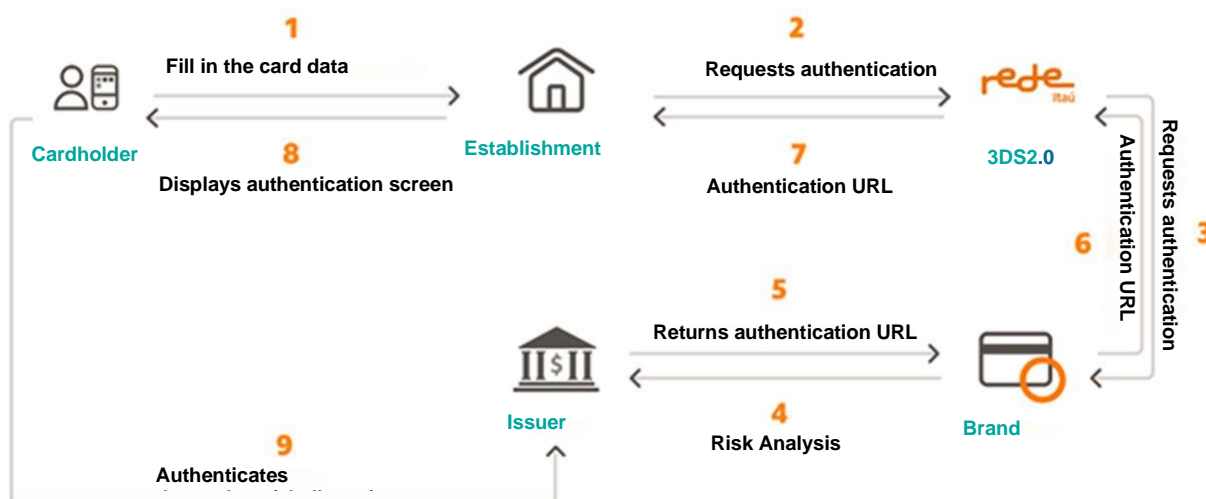 1
2
Fill in the card data
Requests authentication
rede
Itaú
Cardholder
Establishment
3DS2.0
8
7
Displays authentication screen
Authentication URL
Requests authentication
3
Authentication URL
6
5
Returns authentication URL
$
Issuer
4
Brand
Risk Analysis
9
Authenticates